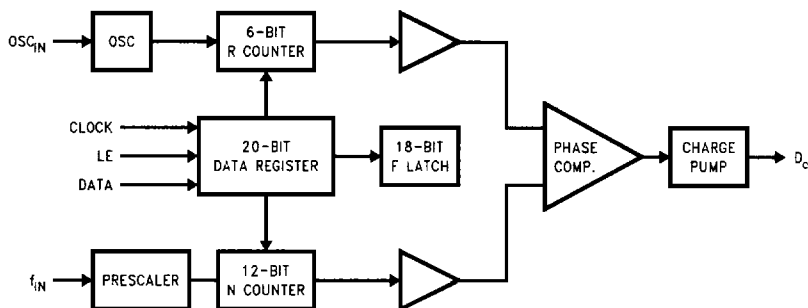 OSC_IN
OSC
6-BIT
R COUNTER
CLOCK
LE
DATA
20-BIT
DATA REGISTER
18-BIT
F LATCH
PHASE
COMP.
CHARGE
PUMP
D_o
f_IN
PRESCALER
12-BIT
N COUNTER